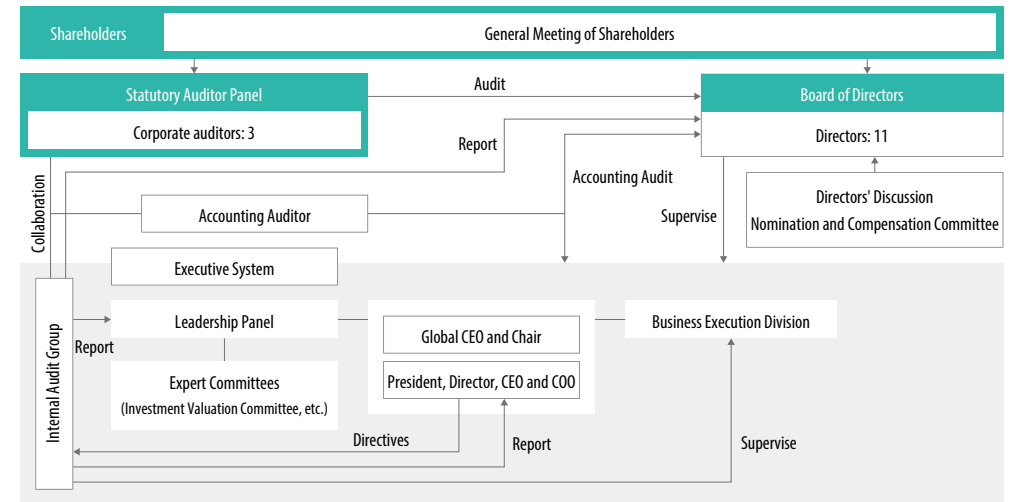 Shareholders
General Meeting of Shareholders
Statutory Auditor Panel
Corporate auditors: 3
Audit
Board of Directors
Directors: 11
Report
Accounting Audit
Collaboration
Accounting Auditor
Supervise
Directors' Discussion
Nomination and Compensation Committee
Executive System
Internal Audit Group
Report
Leadership Panel
Expert Committees
(Investment Valuation Committee, etc.)
Global CEO and Chair
President, Director, CEO and COO
Business Execution Division
Directives
Report
Supervise